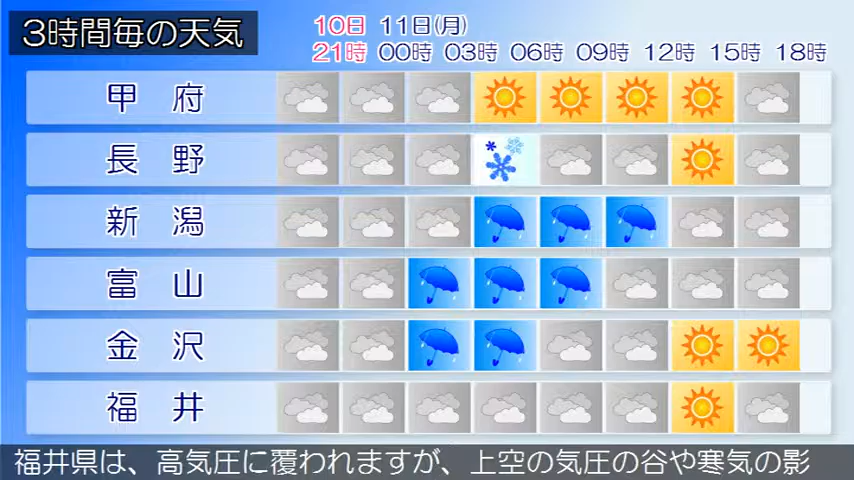 3時間毎の天気
10日 11日(月)
21時 00時 03時 06時 09時 12時 15時 18時
甲 府
長 野
新 潟
富 山
金 沢
福 井
福井県は、高気圧に覆われますが、上空の気圧の谷や寒気の影